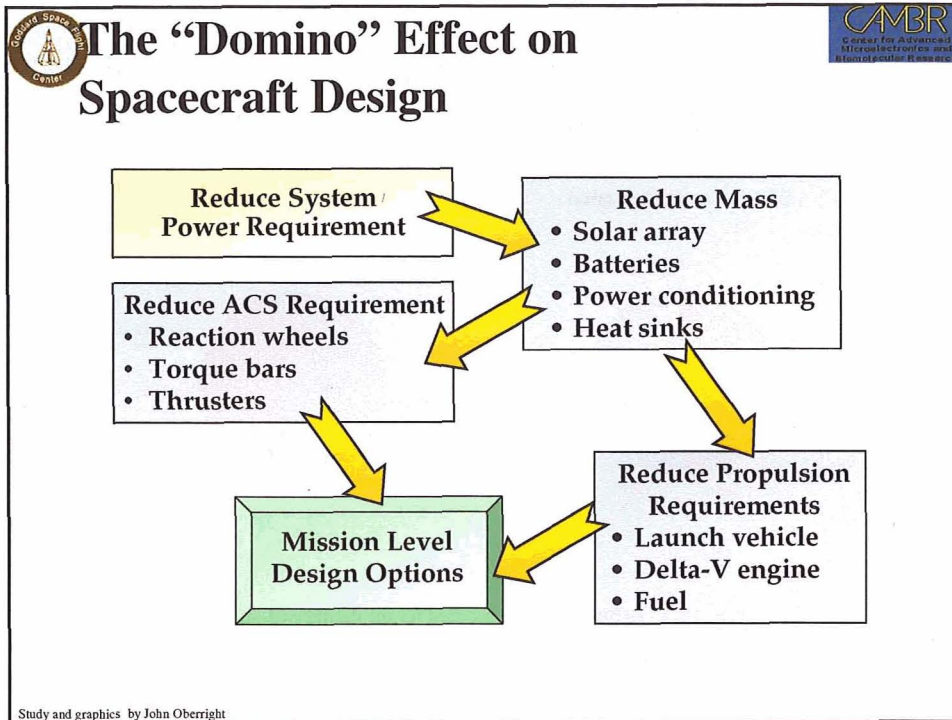 Goddard Space Flight
Center
The “Domino” Effect on
Spacecraft Design
CAMBR
Center for Advanced
Microelectronics and
Biomolecular Research
Reduce System
Power Requirement
Reduce Mass
• Solar array
• Batteries
• Power conditioning
• Heat sinks
Reduce ACS Requirement
• Reaction wheels
• Torque bars
• Thrusters
Reduce Propulsion
Requirements
• Launch vehicle
• Delta-V engine
• Fuel
Mission Level
Design Options
Study and graphics by John Oberright